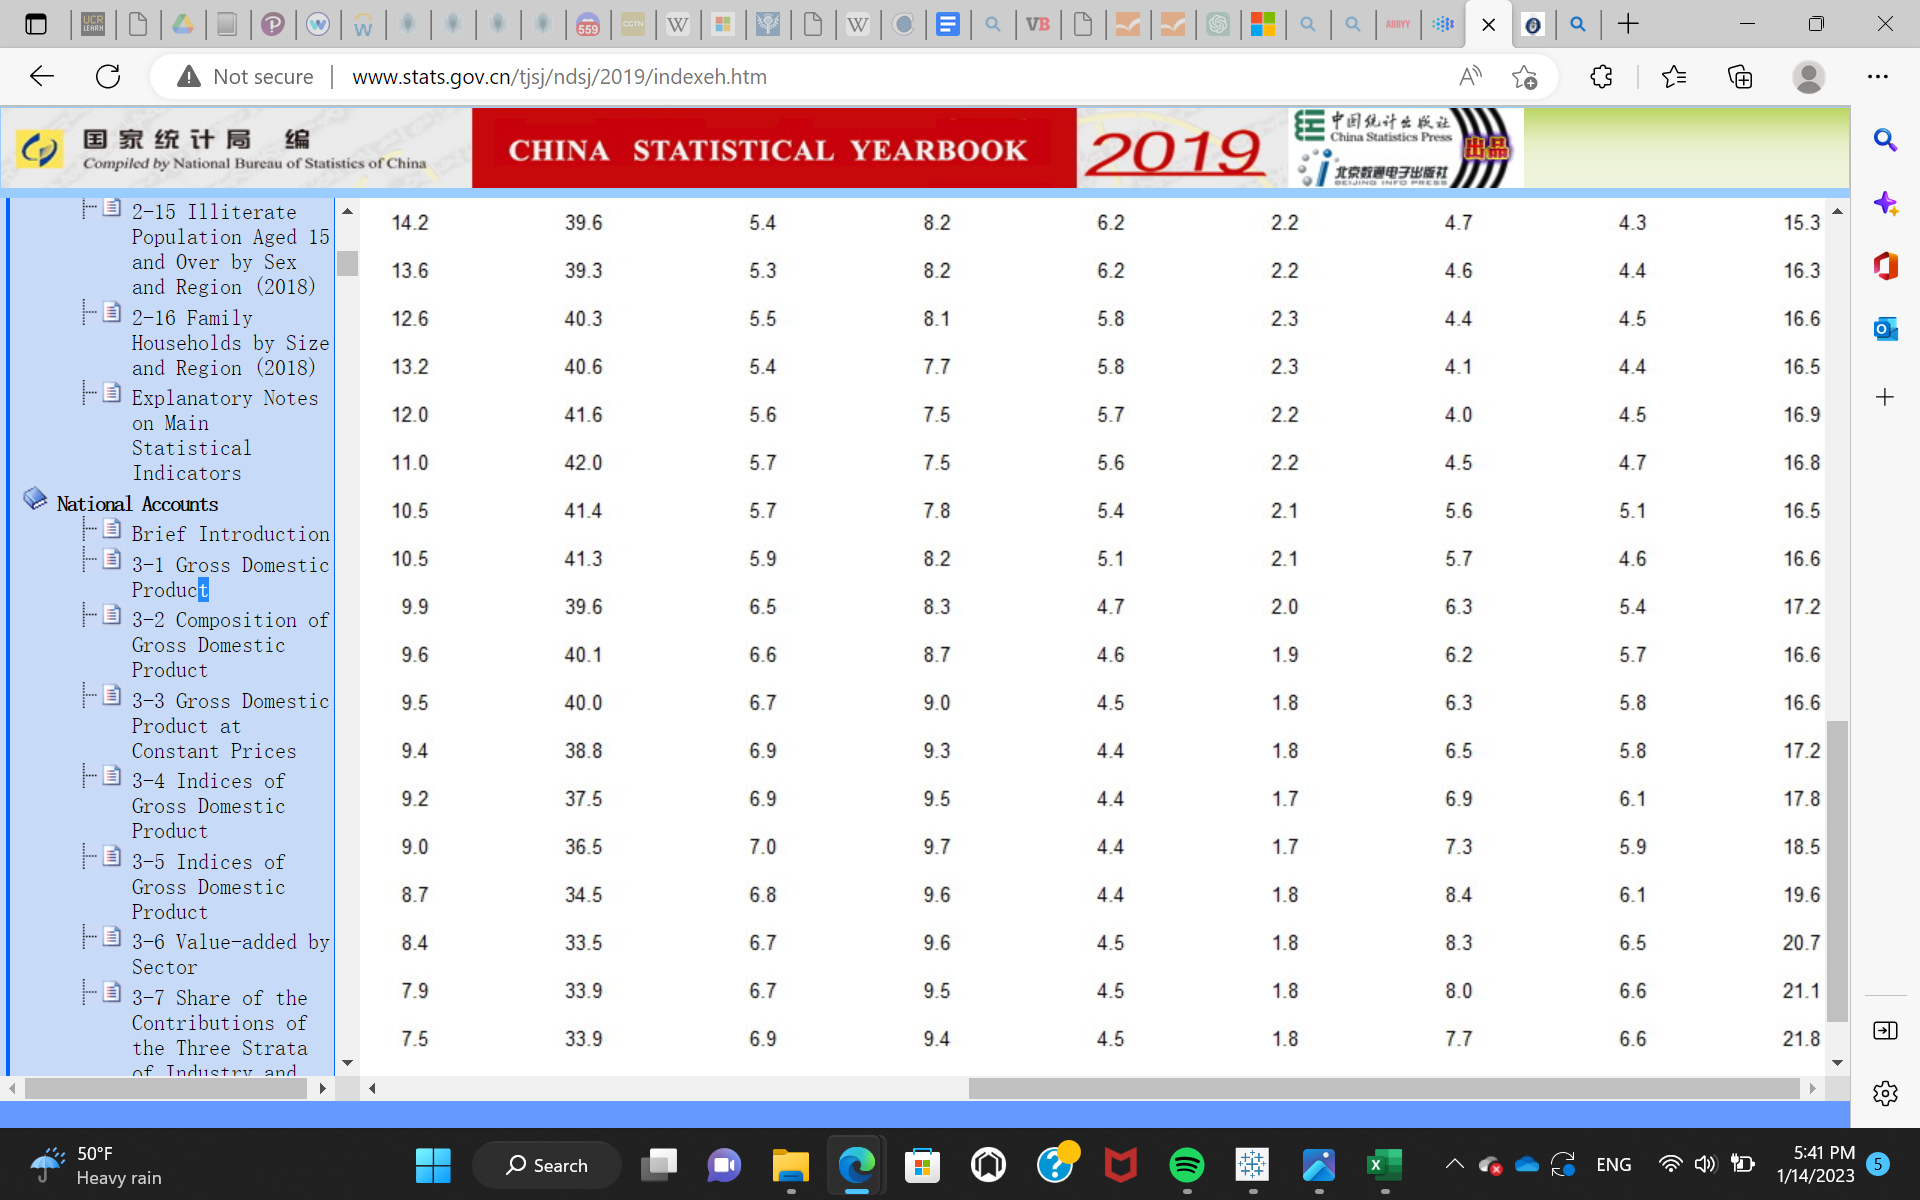 UCR
LEARN
559
CGTN
W
W
VB
ABBYY
Not secure
www.stats.gov.cn/tjsj/ndsj/2019/indexeh.htm
国家统计局 编
Compiled by National Bureau of Statistics of China
CHINA STATISTICAL YEARBOOK
2019
中国统计出版社
China Statistics Press
北京数通电子出版社
BEIJING INFO PRESS
出品
2-15 Illiterate
Population Aged 15
and Over by Sex
and Region (2018)
2-16 Family
Households by Size
and Region (2018)
Explanatory Notes
on Main
Statistical
Indicators
National Accounts
Brief Introduction
3-1 Gross Domestic
Product
3-2 Composition of
Gross Domestic
Product
3-3 Gross Domestic
Product at
Constant Prices
3-4 Indices of
Gross Domestic
Product
3-5 Indices of
Gross Domestic
Product
3-6 Value-added by
Sector
3-7 Share of the
Contributions of
the Three Strata
of Industry and
14.2 39.6 5.4 8.2 6.2 2.2 4.7 4.3 15.3
13.6 39.3 5.3 8.2 6.2 2.2 4.6 4.4 16.3
12.6 40.3 5.5 8.1 5.8 2.3 4.4 4.5 16.6
13.2 40.6 5.4 7.7 5.8 2.3 4.1 4.4 16.5
12.0 41.6 5.6 7.5 5.7 2.2 4.0 4.5 16.9
11.0 42.0 5.7 7.5 5.6 2.2 4.5 4.7 16.8
10.5 41.4 5.7 7.8 5.4 2.1 5.6 5.1 16.5
10.5 41.3 5.9 8.2 5.1 2.1 5.7 4.6 16.6
9.9 39.6 6.5 8.3 4.7 2.0 6.3 5.4 17.2
9.6 40.1 6.6 8.7 4.6 1.9 6.2 5.7 16.6
9.5 40.0 6.7 9.0 4.5 1.8 6.3 5.8 16.6
9.4 38.8 6.9 9.3 4.4 1.8 6.5 5.8 17.2
9.2 37.5 6.9 9.5 4.4 1.7 6.9 6.1 17.8
9.0 36.5 7.0 9.7 4.4 1.7 7.3 5.9 18.5
8.7 34.5 6.8 9.6 4.4 1.8 8.4 6.1 19.6
8.4 33.5 6.7 9.6 4.5 1.8 8.3 6.5 20.7
7.9 33.9 6.7 9.5 4.5 1.8 8.0 6.6 21.1
7.5 33.9 6.9 9.4 4.5 1.8 7.7 6.6 21.8
50°F
Heavy rain
Search
ENG
5:41 PM
1/14/2023
5